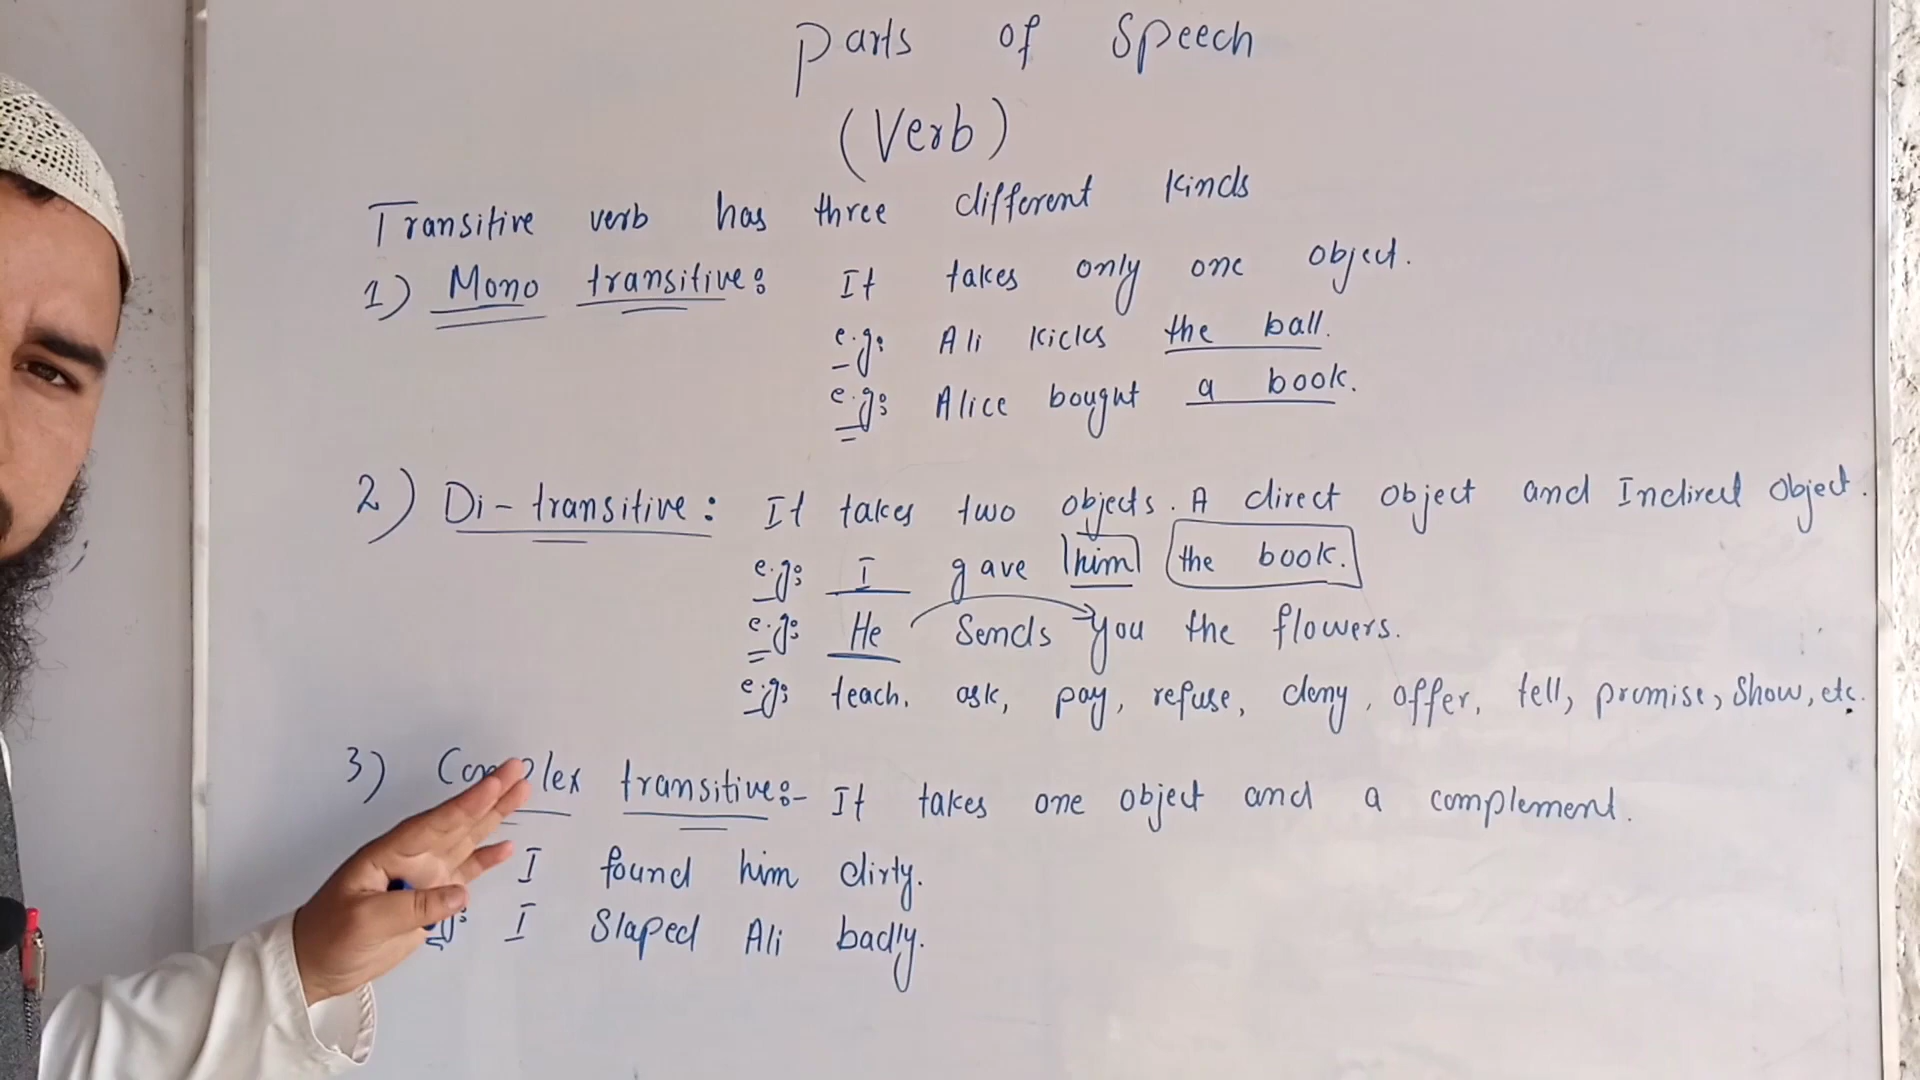 Parts of Speech
(Verb)
Transitive verb has three different kinds
1) Mono transitive: It takes only one object.
e.g: Ali kicks the ball.
e.g: Alice bought a book.
2) Di-transitive: It takes two objects. A direct object and Indirect object.
e.g: I gave him the book.
e.g: He Sends you the flowers.
e.g: teach, ask, pay, refuse, deny, offer, tell, promise, Show, etc.
3) Complex transitive:- It takes one object and a complement.
I found him dirty.
I Slaped Ali badly.